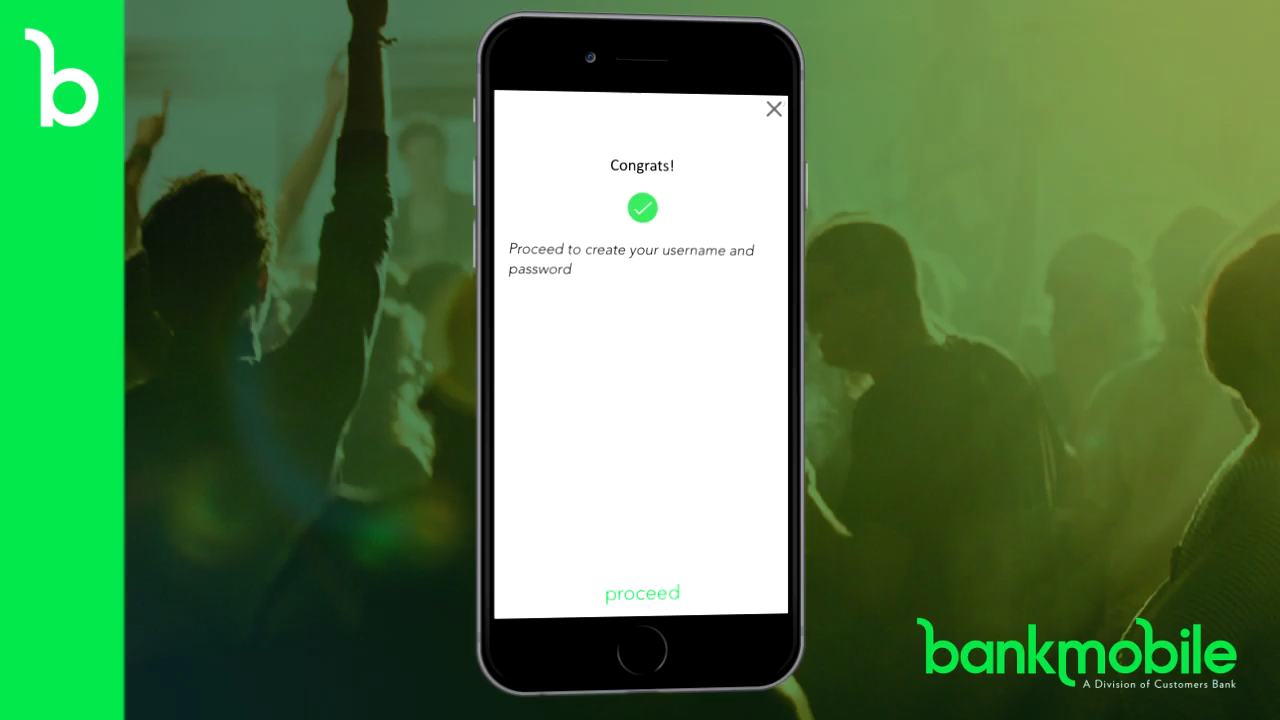 b
Congrats!
Proceed to create your username and
password
proceed
bankmobile
A Division of Customers Bank